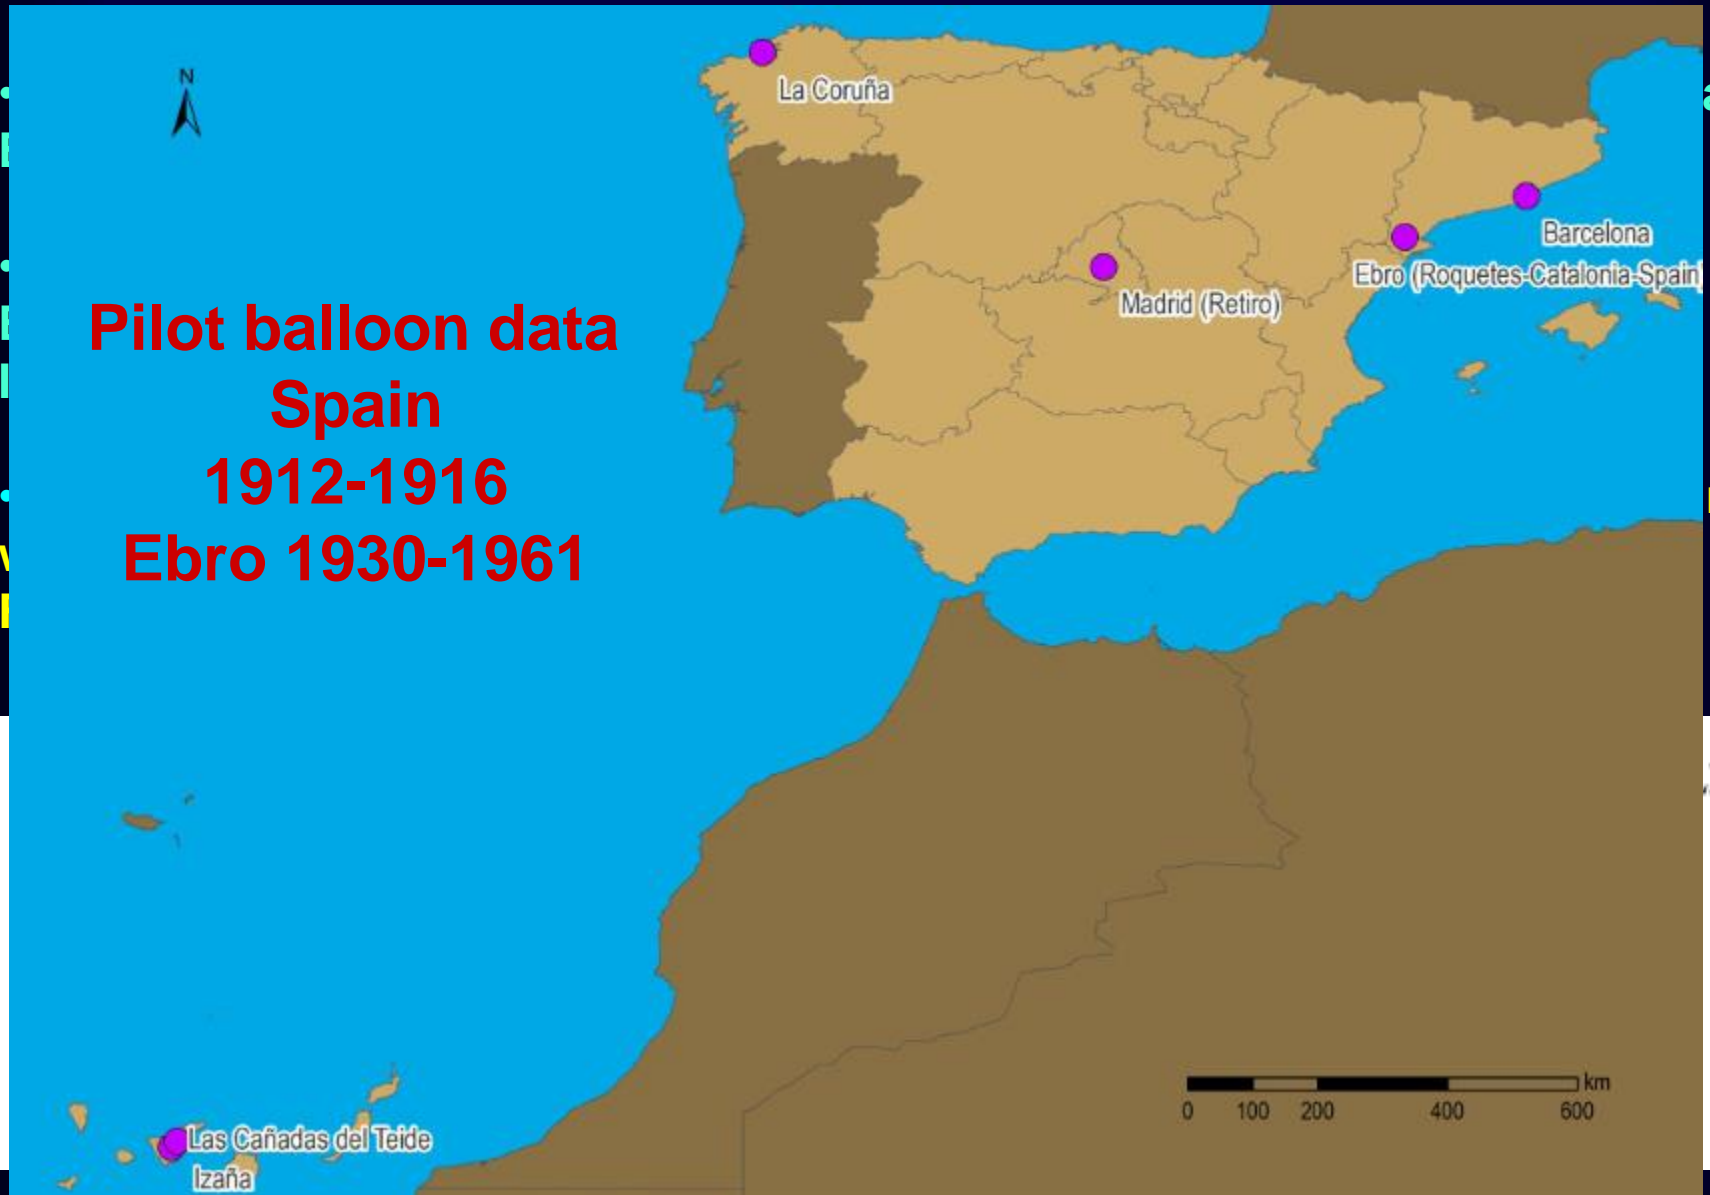 N
La Coruña
Barcelona
Ebro (Roquetes-Catalonia-Spain)
Madrid (Retiro)
Pilot balloon data
Spain
1912-1916
Ebro 1930-1961
km
0 100 200 400 600
Las Cañadas del Teide
Izaña